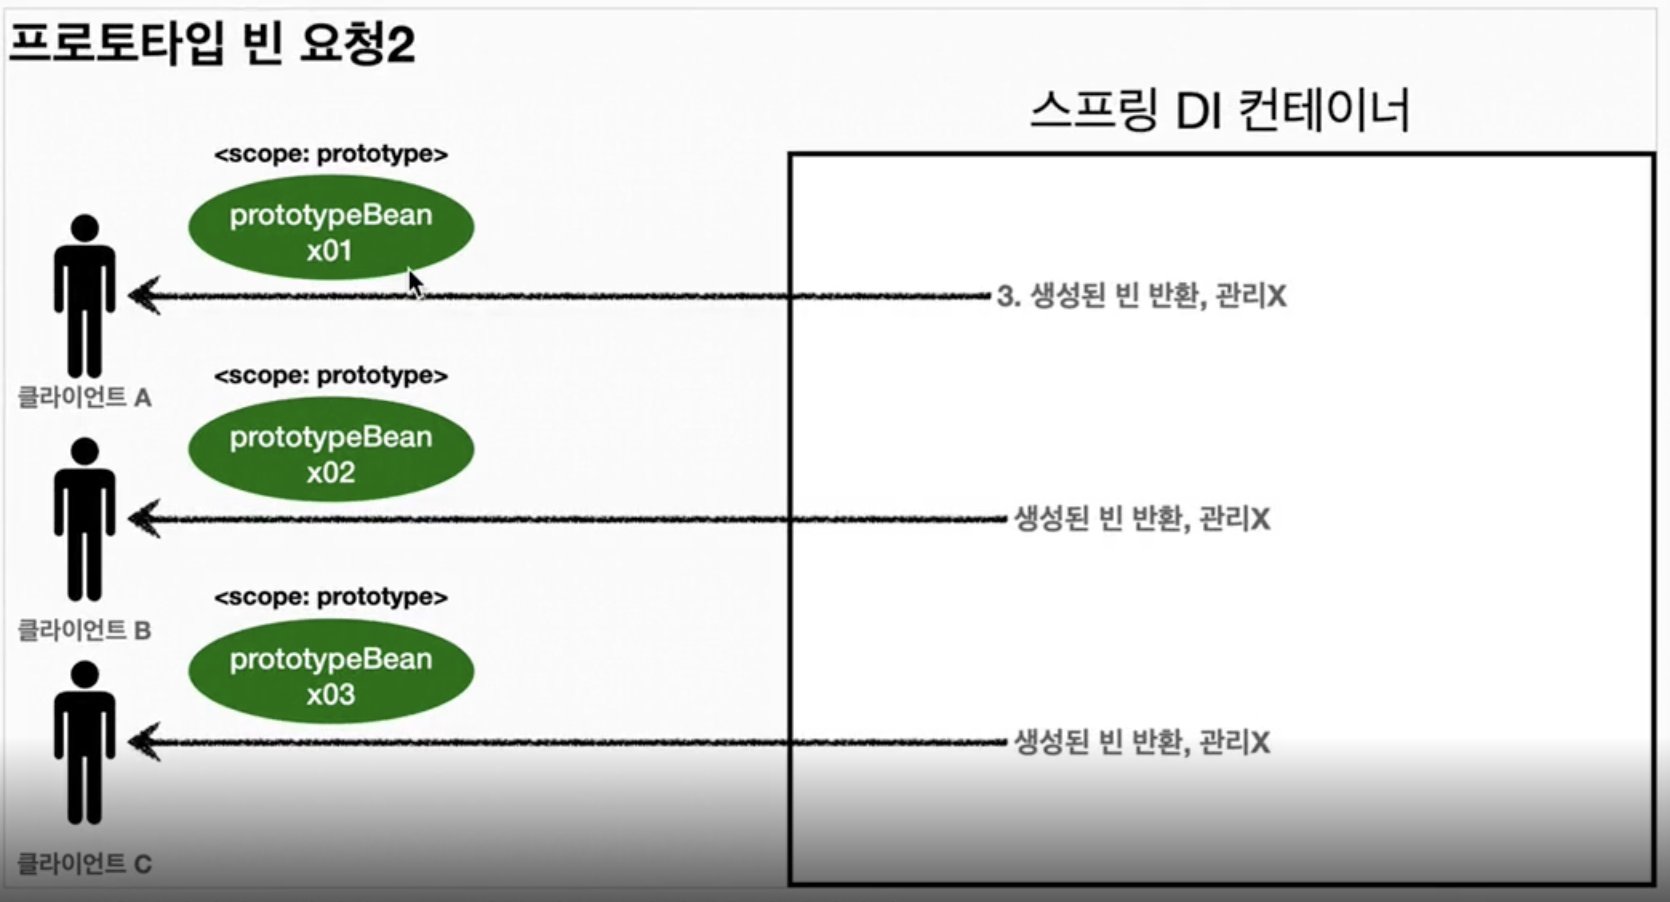 프로토타입 빈 요청2
스프링 DI 컨테이너
<scope: prototype>
prototypeBean
x01
3. 생성된 빈 반환, 관리X
클라이언트 A
<scope: prototype>
prototypeBean
x02
생성된 빈 반환, 관리X
클라이언트 B
<scope: prototype>
prototypeBean
x03
생성된 빈 반환, 관리X
클라이언트 C